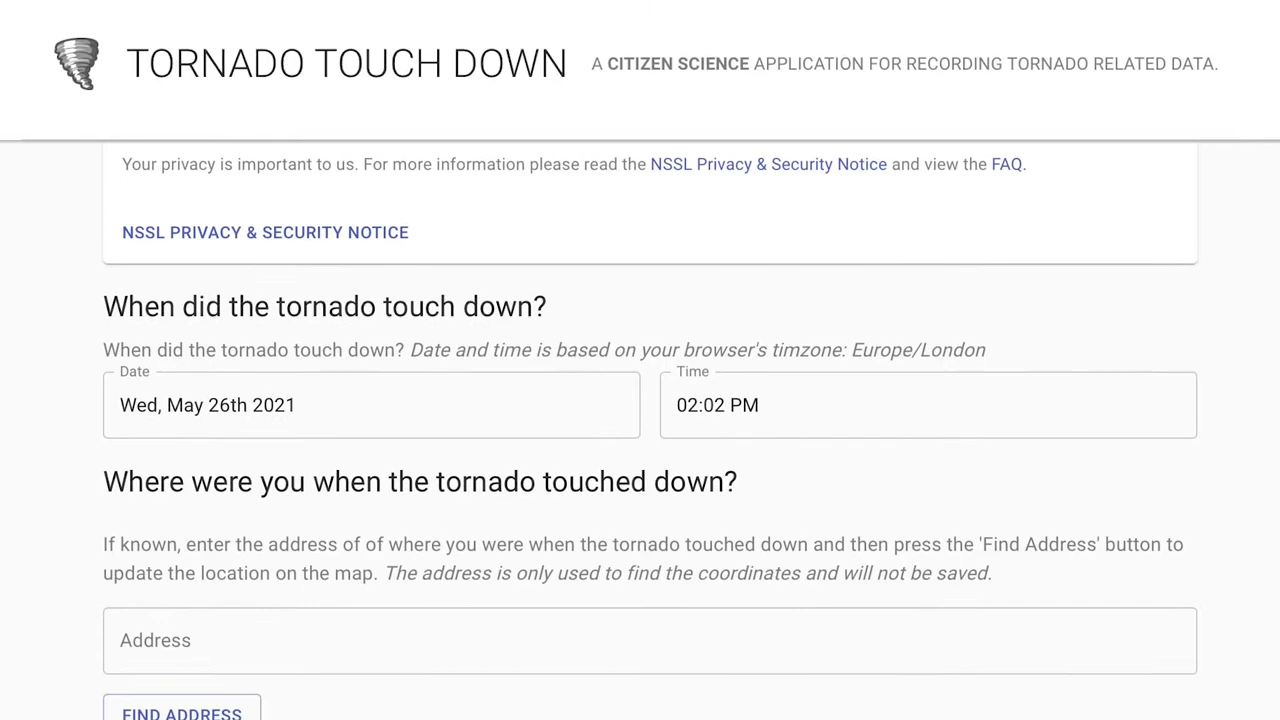 TORNADO TOUCH DOWN A CITIZEN SCIENCE APPLICATION FOR RECORDING TORNADO RELATED DATA.
Your privacy is important to us. For more information please read the NSSL Privacy & Security Notice and view the FAQ.
NSSL PRIVACY & SECURITY NOTICE
When did the tornado touch down?
When did the tornado touch down? Date and time is based on your browser's timzone: Europe/London
Date Time
Wed, May 26th 2021 02:02 PM
Where were you when the tornado touched down?
If known, enter the address of of where you were when the tornado touched down and then press the 'Find Address' button to
update the location on the map. The address is only used to find the coordinates and will not be saved.
Address
FIND ADDRESS